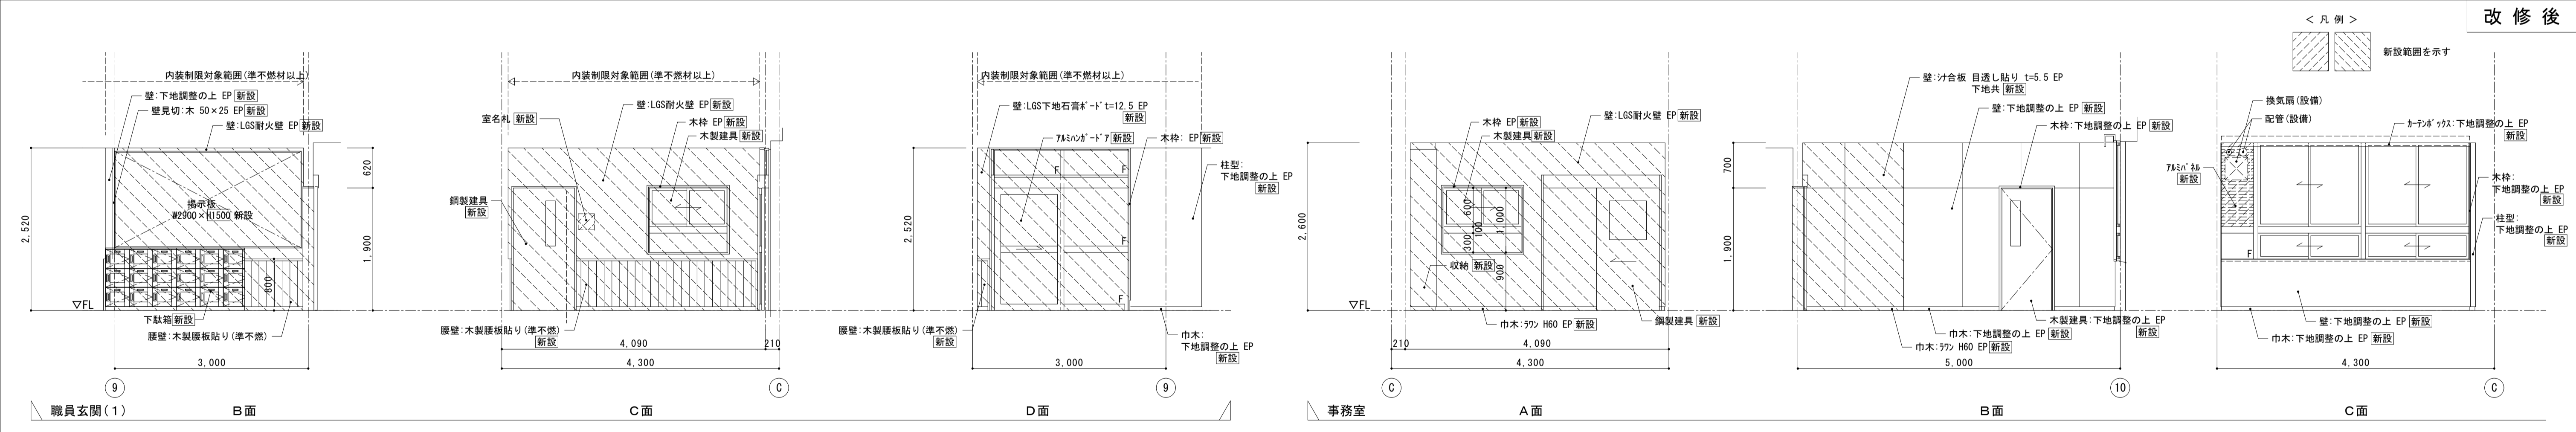 改修後
＜凡例＞
新設範囲を示す
内装制限対象範囲(準不燃材以上)
壁:下地調整の上 EP 新設
壁見切:木 50×25 EP 新設
壁:LGS耐火壁 EP 新設
掲示板
W2900×H1500 新設
2,520
620
1,900
800
▽FL
下駄箱 新設
腰壁:木製腰板貼り(準不燃)
3,000
9
職員玄関(1)
B面
内装制限対象範囲(準不燃材以上)
室名札 新設
壁:LGS耐火壁 EP 新設
木枠 EP 新設
木製建具 新設
鋼製建具
新設
腰壁:木製腰板貼り(準不燃)
新設
4,090
210
4,300
C
C面
内装制限対象範囲(準不燃材以上)
壁:LGS下地石膏ﾎﾞｰﾄﾞt=12.5 EP
新設
ｱﾙﾐﾊﾝｶﾞｰﾄﾞｱ 新設
木枠: EP 新設
柱型:
下地調整の上 EP
新設
F
F
F
F
2,520
腰壁:木製腰板貼り(準不燃)
新設
巾木:
下地調整の上 EP
新設
3,000
9
D面
木枠 EP 新設
木製建具 新設
壁:LGS耐火壁 EP 新設
2,600
600
100
300
1,000
900
収納 新設
▽FL
巾木:ﾗﾜﾝ H60 EP 新設
鋼製建具 新設
210
4,090
4,300
C
事務室
A面
壁:ｼﾅ合板 目透し貼り t=5.5 EP
下地共 新設
壁:下地調整の上 EP 新設
木枠:下地調整の上 EP 新設
700
1,900
木製建具:下地調整の上 EP
新設
巾木:下地調整の上 EP 新設
巾木:ﾗﾜﾝ H60 EP 新設
5,000
10
B面
換気扇(設備)
配管(設備)
ｶｰﾃﾝﾎﾞｯｸｽ:下地調整の上 EP
新設
ｱﾙﾐﾊﾟﾈﾙ
新設
木枠:
下地調整の上 EP
新設
柱型:
下地調整の上 EP
新設
F
壁:下地調整の上 EP 新設
巾木:下地調整の上 EP 新設
4,300
C
C面